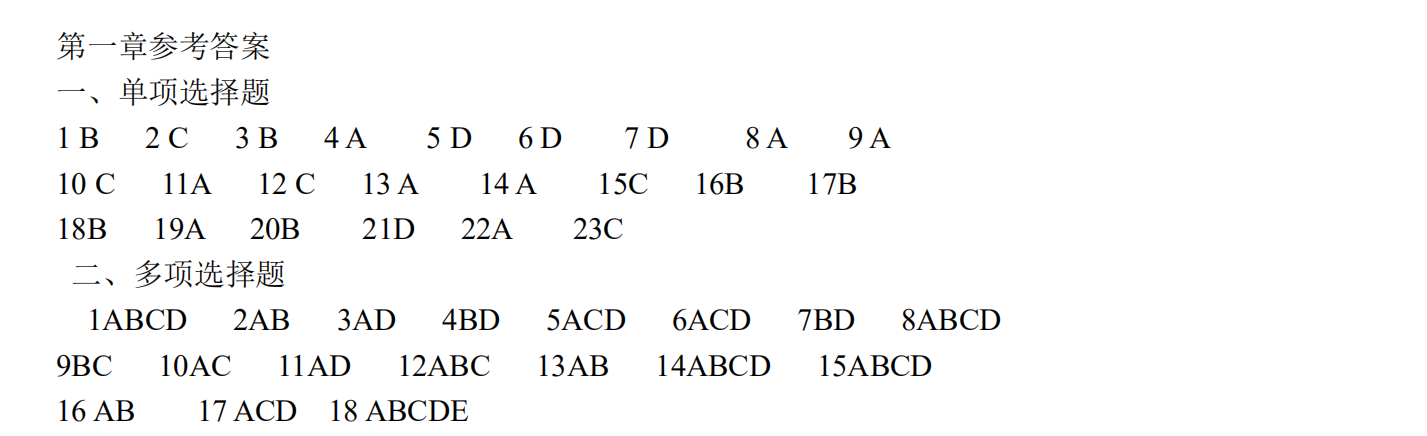 第一章参考答案
一、单项选择题
1 B 2 C 3 B 4 A 5 D 6 D 7 D 8 A 9 A
10 C 11A 12 C 13 A 14 A 15C 16B 17B
18B 19A 20B 21D 22A 23C
二、多项选择题
1ABCD 2AB 3AD 4BD 5ACD 6ACD 7BD 8ABCD
9BC 10AC 11AD 12ABC 13AB 14ABCD 15ABCD
16 AB 17 ACD 18 ABCDE